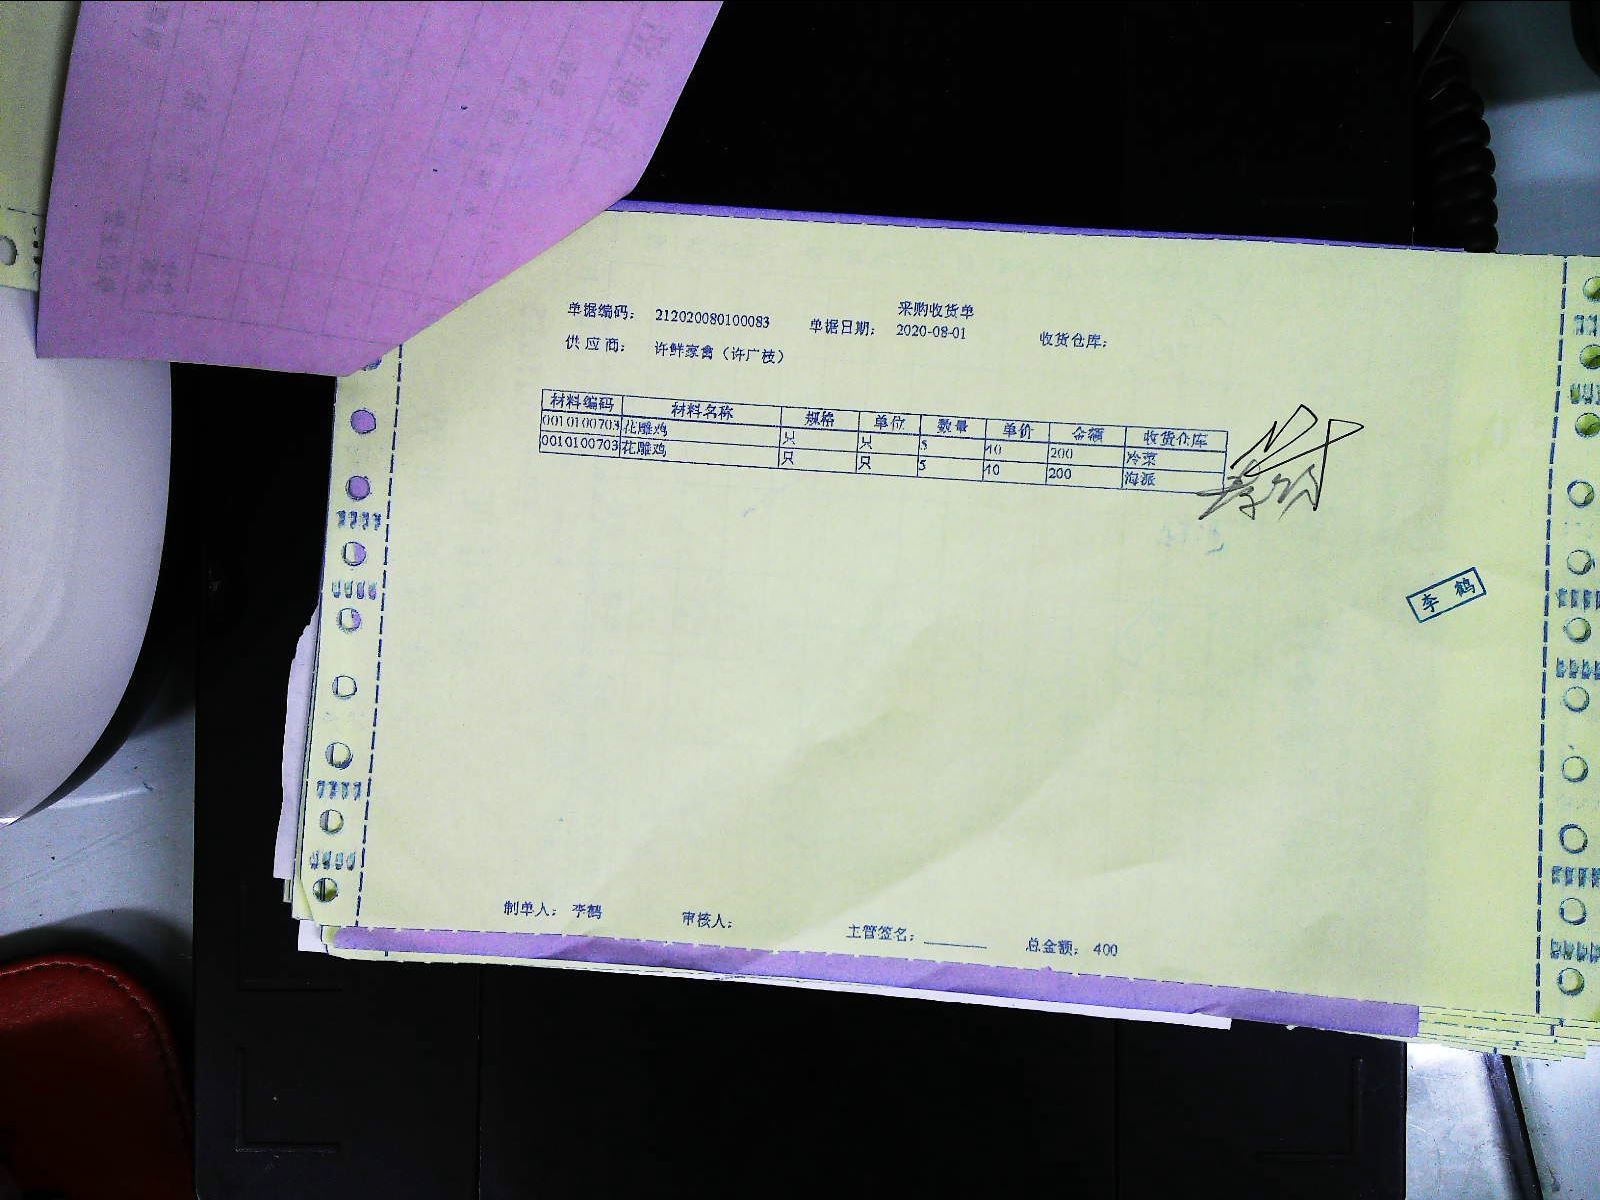 采购收货单
单据编码： 212020080100083 单据日期： 2020-08-01 收货仓库：
供 应 商： 许鲜家禽（许广枝）
材料编码 材料名称 规格 单位 数量 单价 金额 收货仓库
0010100703 花雕鸡 只 只 5 40 200 冷菜
0010100703 花雕鸡 只 只 5 40 200 海派
李 鹤
制单人： 李鹤 审核人： 主管签名： 总金额： 400